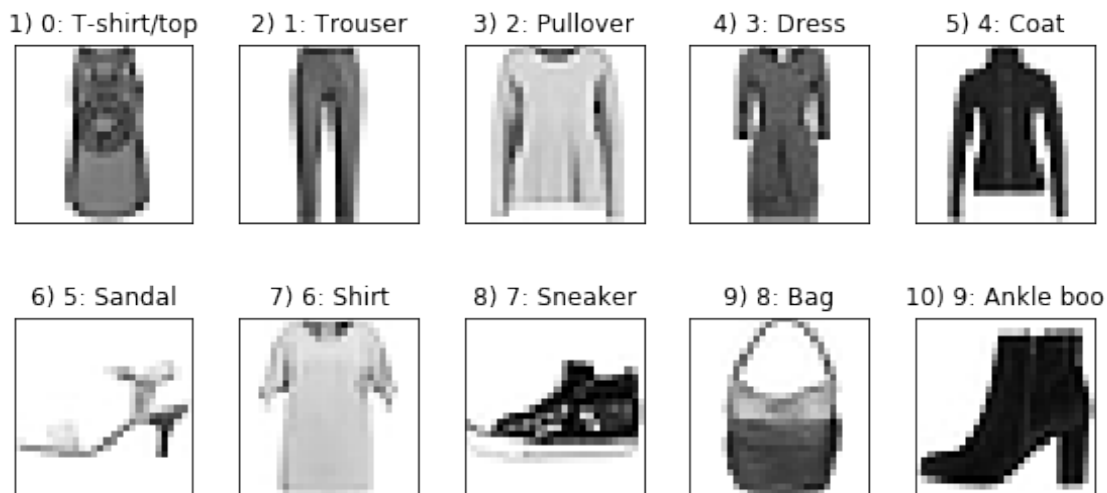 1) 0: T-shirt/top 2) 1: Trouser 3) 2: Pullover 4) 3: Dress 5) 4: Coat
6) 5: Sandal 7) 6: Shirt 8) 7: Sneaker 9) 8: Bag 10) 9: Ankle boo